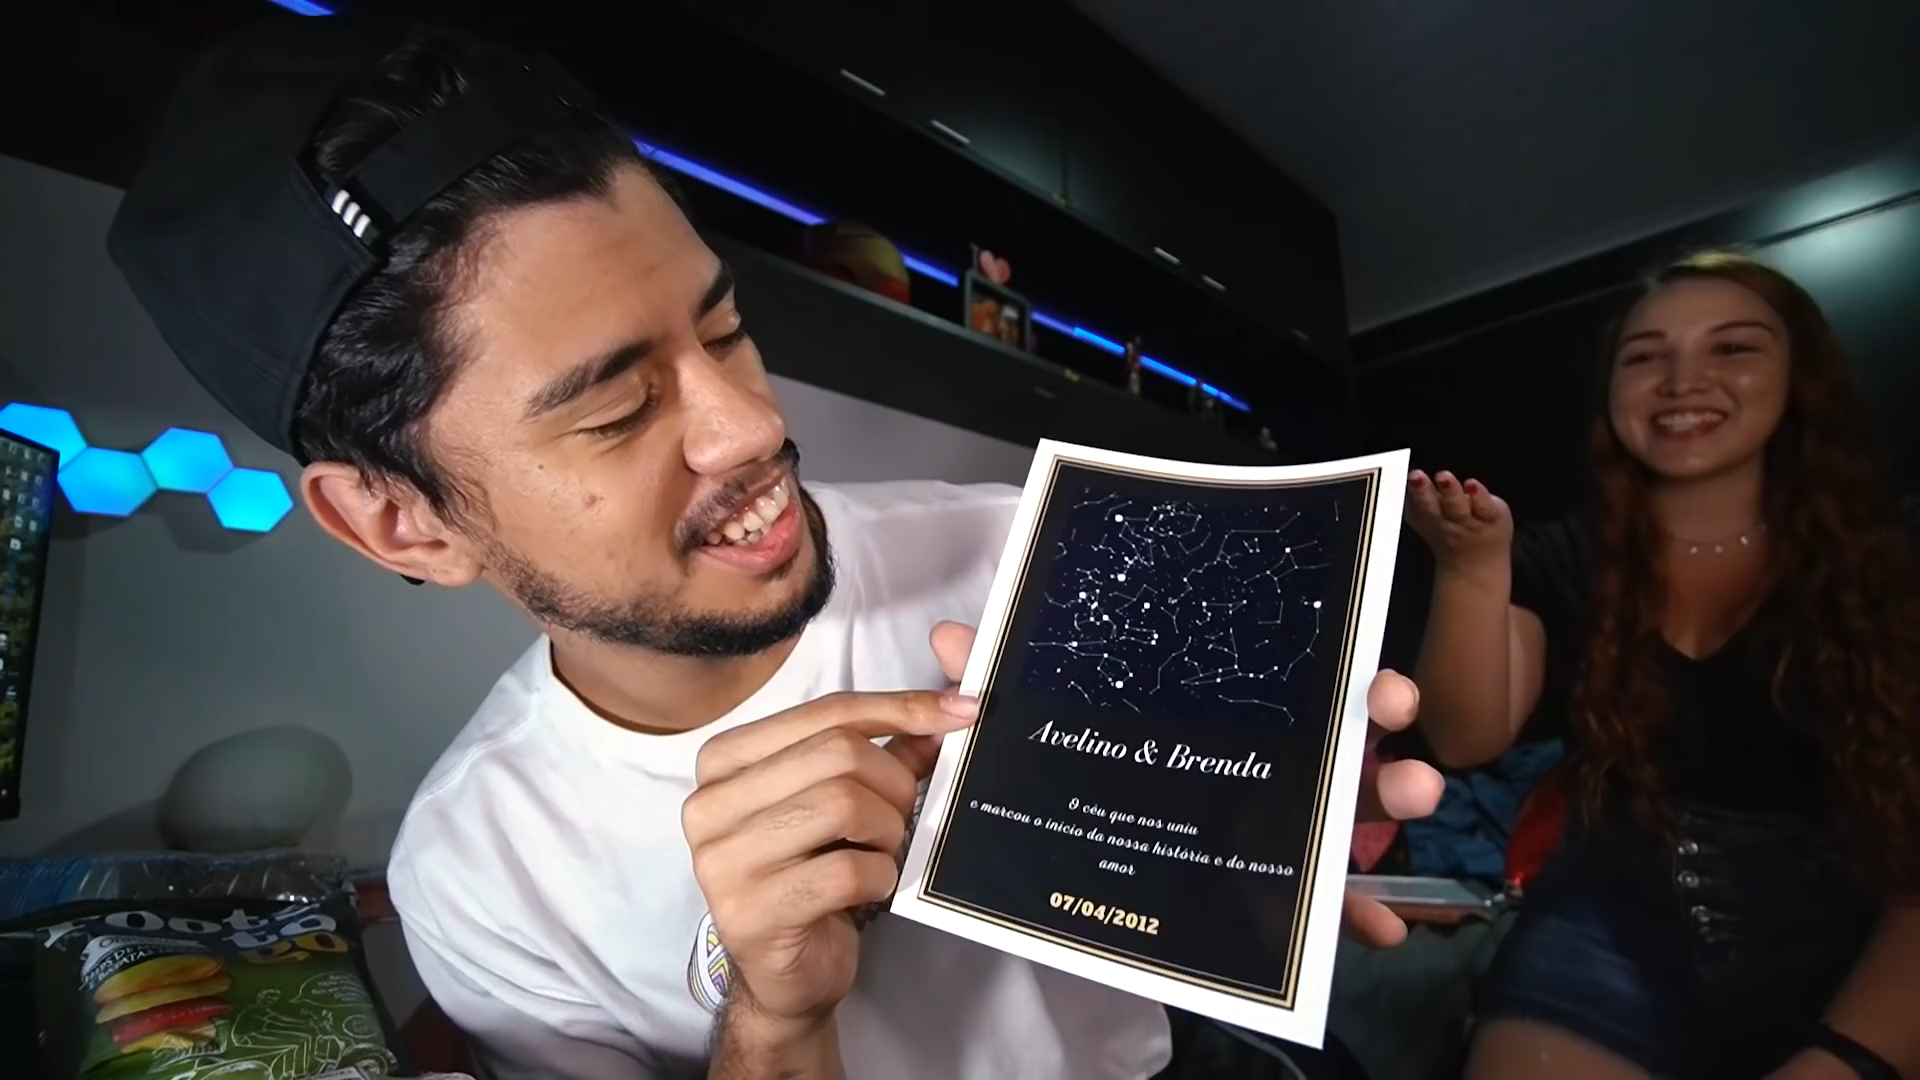 Avelino & Brenda
O céu que nos uniu
e marcou o início da nossa história e do nosso
amor
07/04/2012